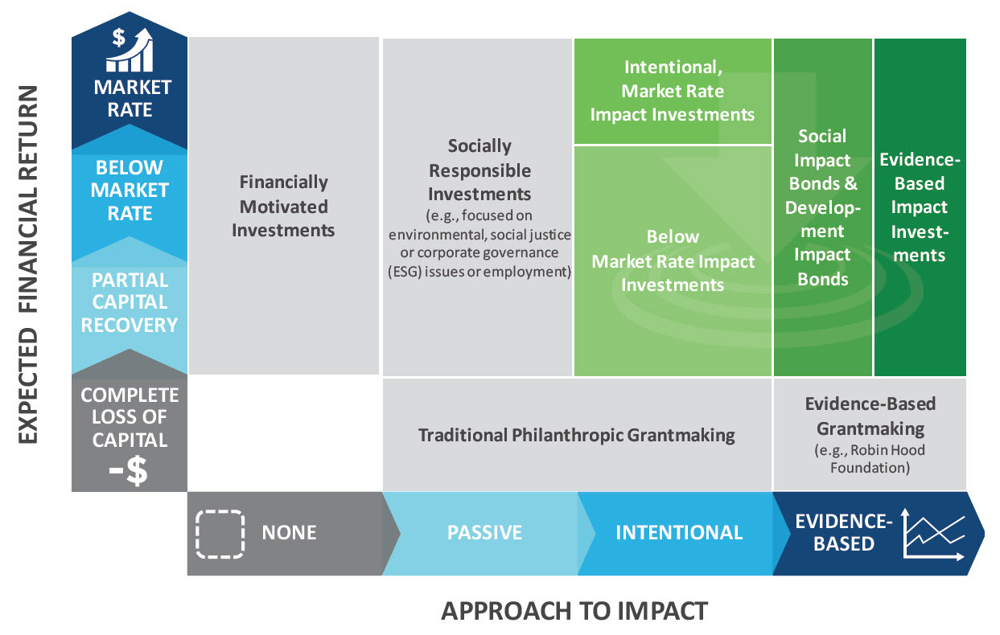 EXPECTED FINANCIAL RETURN
$
MARKET
RATE
BELOW
MARKET
RATE
PARTIAL
CAPITAL
RECOVERY
COMPLETE
LOSS OF
CAPITAL
-$
Financially
Motivated
Investments
Socially
Responsible
Investments
(e.g., focused on
environmental, social justice
or corporate governance
(ESG) issues or employment)
Intentional,
Market Rate
Impact Investments
Below
Market Rate Impact
Investments
Social
Impact
Bonds &
Develop-
ment
Impact
Bonds
Evidence-
Based
Impact
Invest-
ments
Traditional Philanthropic Grantmaking
Evidence-Based
Grantmaking
(e.g., Robin Hood
Foundation)
NONE
PASSIVE
INTENTIONAL
EVIDENCE-
BASED
APPROACH TO IMPACT